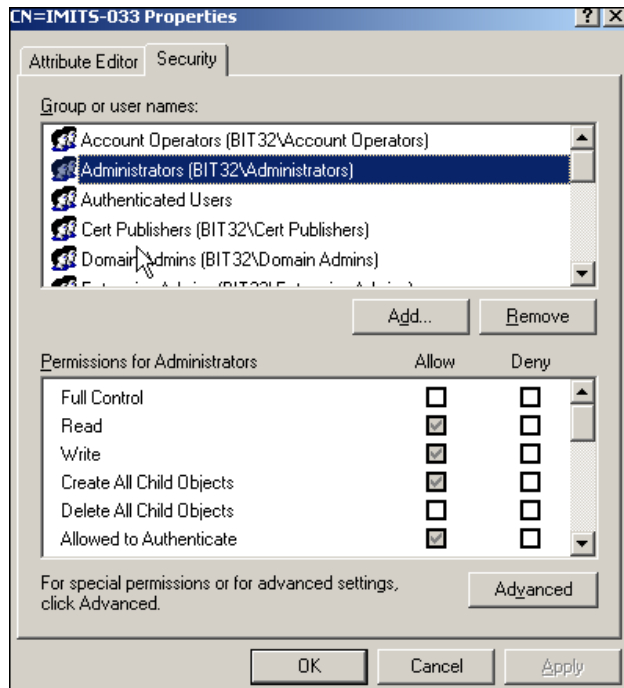 CN=IMITS-033 Properties
Attribute Editor Security
Group or user names:
Account Operators (BIT32\Account Operators)
Administrators (BIT32\Administrators)
Authenticated Users
Cert Publishers (BIT32\Cert Publishers)
Domain Admins (BIT32\Domain Admins)
Add... Remove
Permissions for Administrators Allow Deny
Full Control
Read
Write
Create All Child Objects
Delete All Child Objects
Allowed to Authenticate
For special permissions or for advanced settings,
click Advanced.
Advanced
OK Cancel Apply